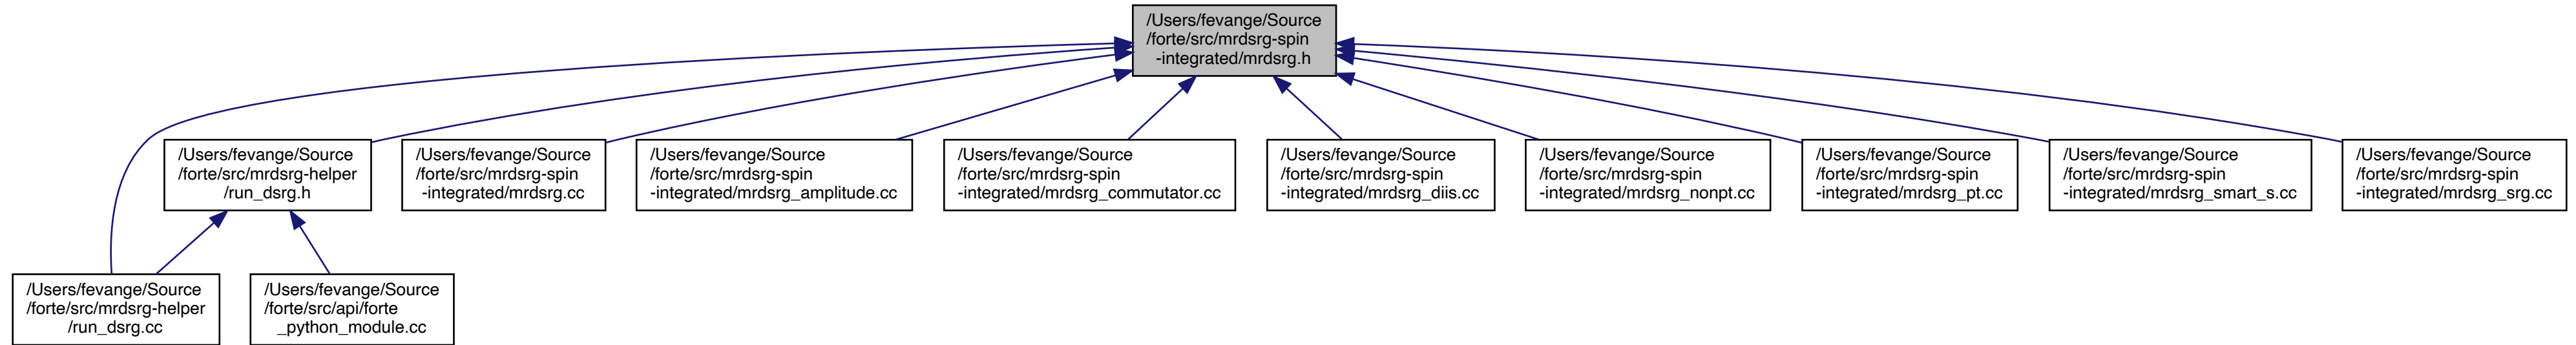 /Users/fevange/Source
/forte/src/mrdsrg-spin
-integrated/mrdsrg.h
/Users/fevange/Source
/forte/src/mrdsrg-helper
/run_dsrg.h
/Users/fevange/Source
/forte/src/mrdsrg-spin
-integrated/mrdsrg.cc
/Users/fevange/Source
/forte/src/mrdsrg-spin
-integrated/mrdsrg_amplitude.cc
/Users/fevange/Source
/forte/src/mrdsrg-spin
-integrated/mrdsrg_commutator.cc
/Users/fevange/Source
/forte/src/mrdsrg-spin
-integrated/mrdsrg_diis.cc
/Users/fevange/Source
/forte/src/mrdsrg-spin
-integrated/mrdsrg_nonpt.cc
/Users/fevange/Source
/forte/src/mrdsrg-spin
-integrated/mrdsrg_pt.cc
/Users/fevange/Source
/forte/src/mrdsrg-spin
-integrated/mrdsrg_smart_s.cc
/Users/fevange/Source
/forte/src/mrdsrg-spin
-integrated/mrdsrg_srg.cc
/Users/fevange/Source
/forte/src/mrdsrg-helper
/run_dsrg.cc
/Users/fevange/Source
/forte/src/api/forte
_python_module.cc